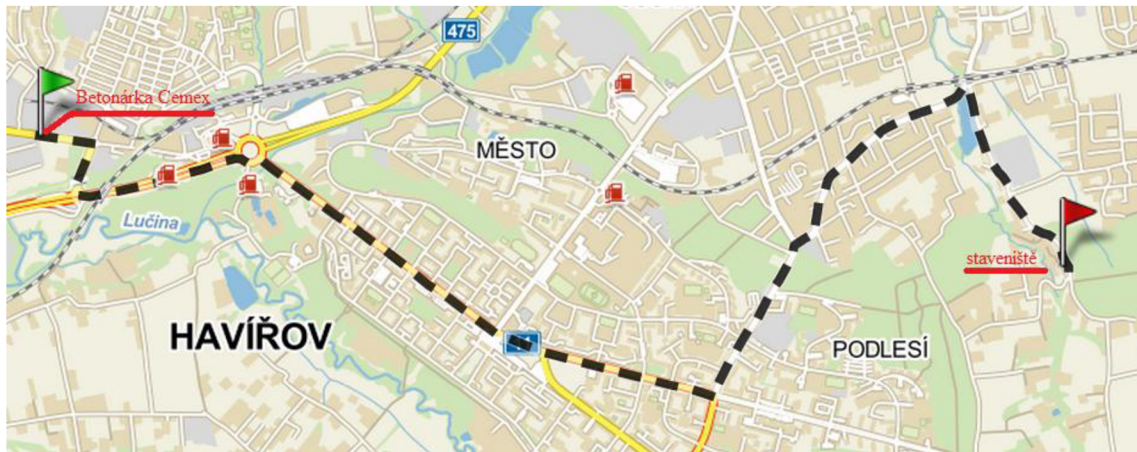 475
Betonárka Cemex
MĚSTO
Lučina
staveniště
HAVÍŘOV
PODLESÍ